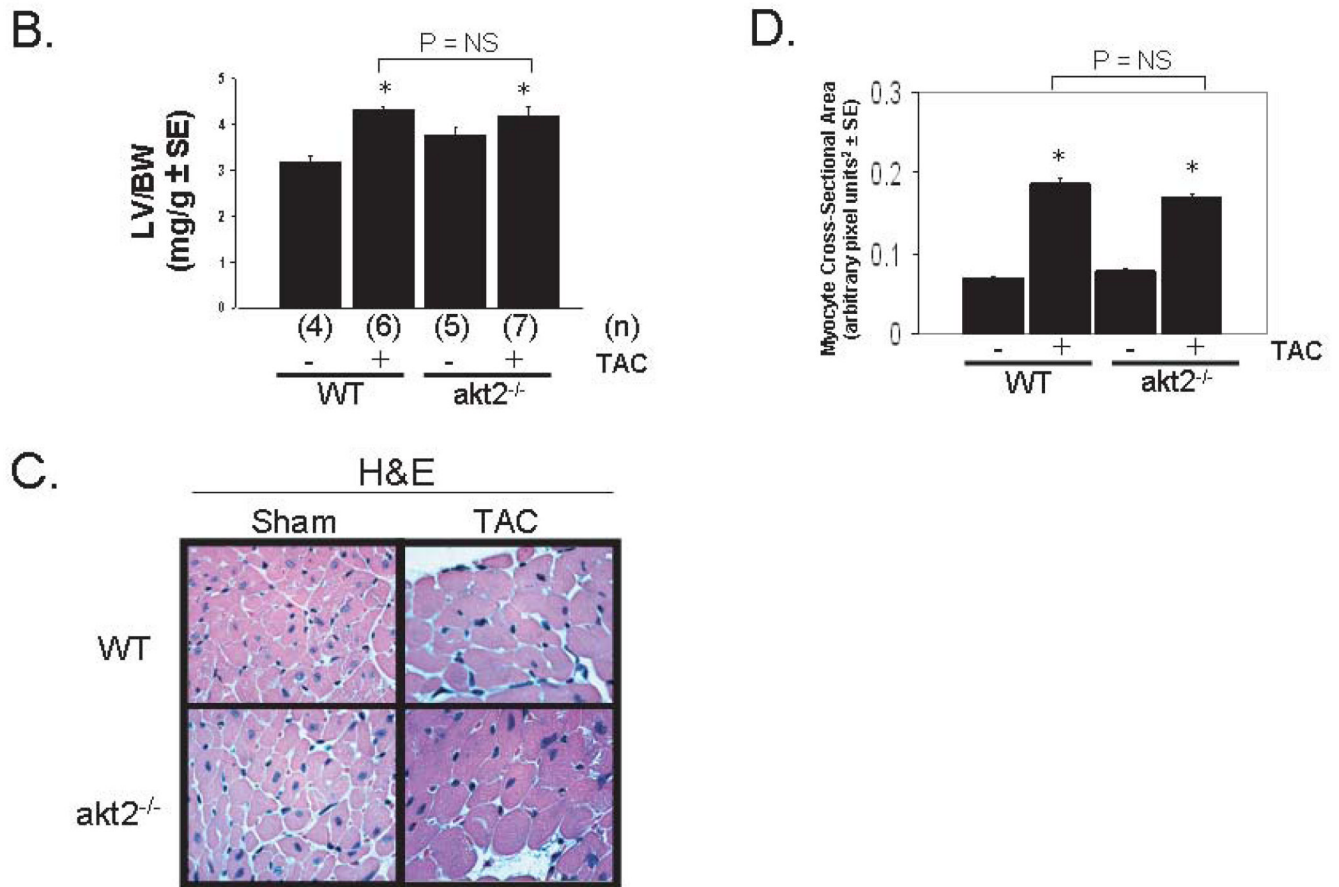 B.
P = NS
LV/BW
(mg/g ± SE)
5
4
3
2
1
0
* *
(4) (6) (5) (7) (n)
- + - + TAC
WT akt2-/-
D.
P = NS
Myocyte Cross-Sectional Area
(arbitrary pixel units² ± SE)
0.3
0.2
0.1
0
* *
- + - + TAC
WT akt2-/-
C.
H&E
Sham TAC
WT
akt2-/-